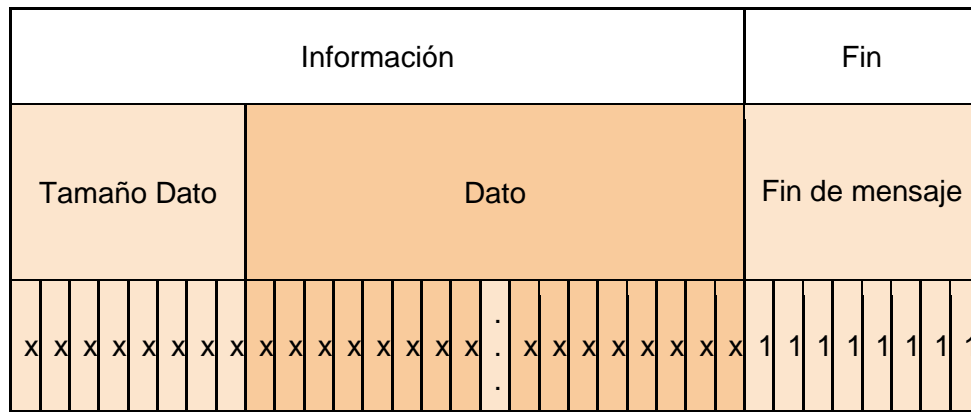 Información Fin
Tamaño Dato Dato Fin de mensaje
x x x x x x x x x x x x x x x x . . . x x x x x x x x 1 1 1 1 1 1 1 1